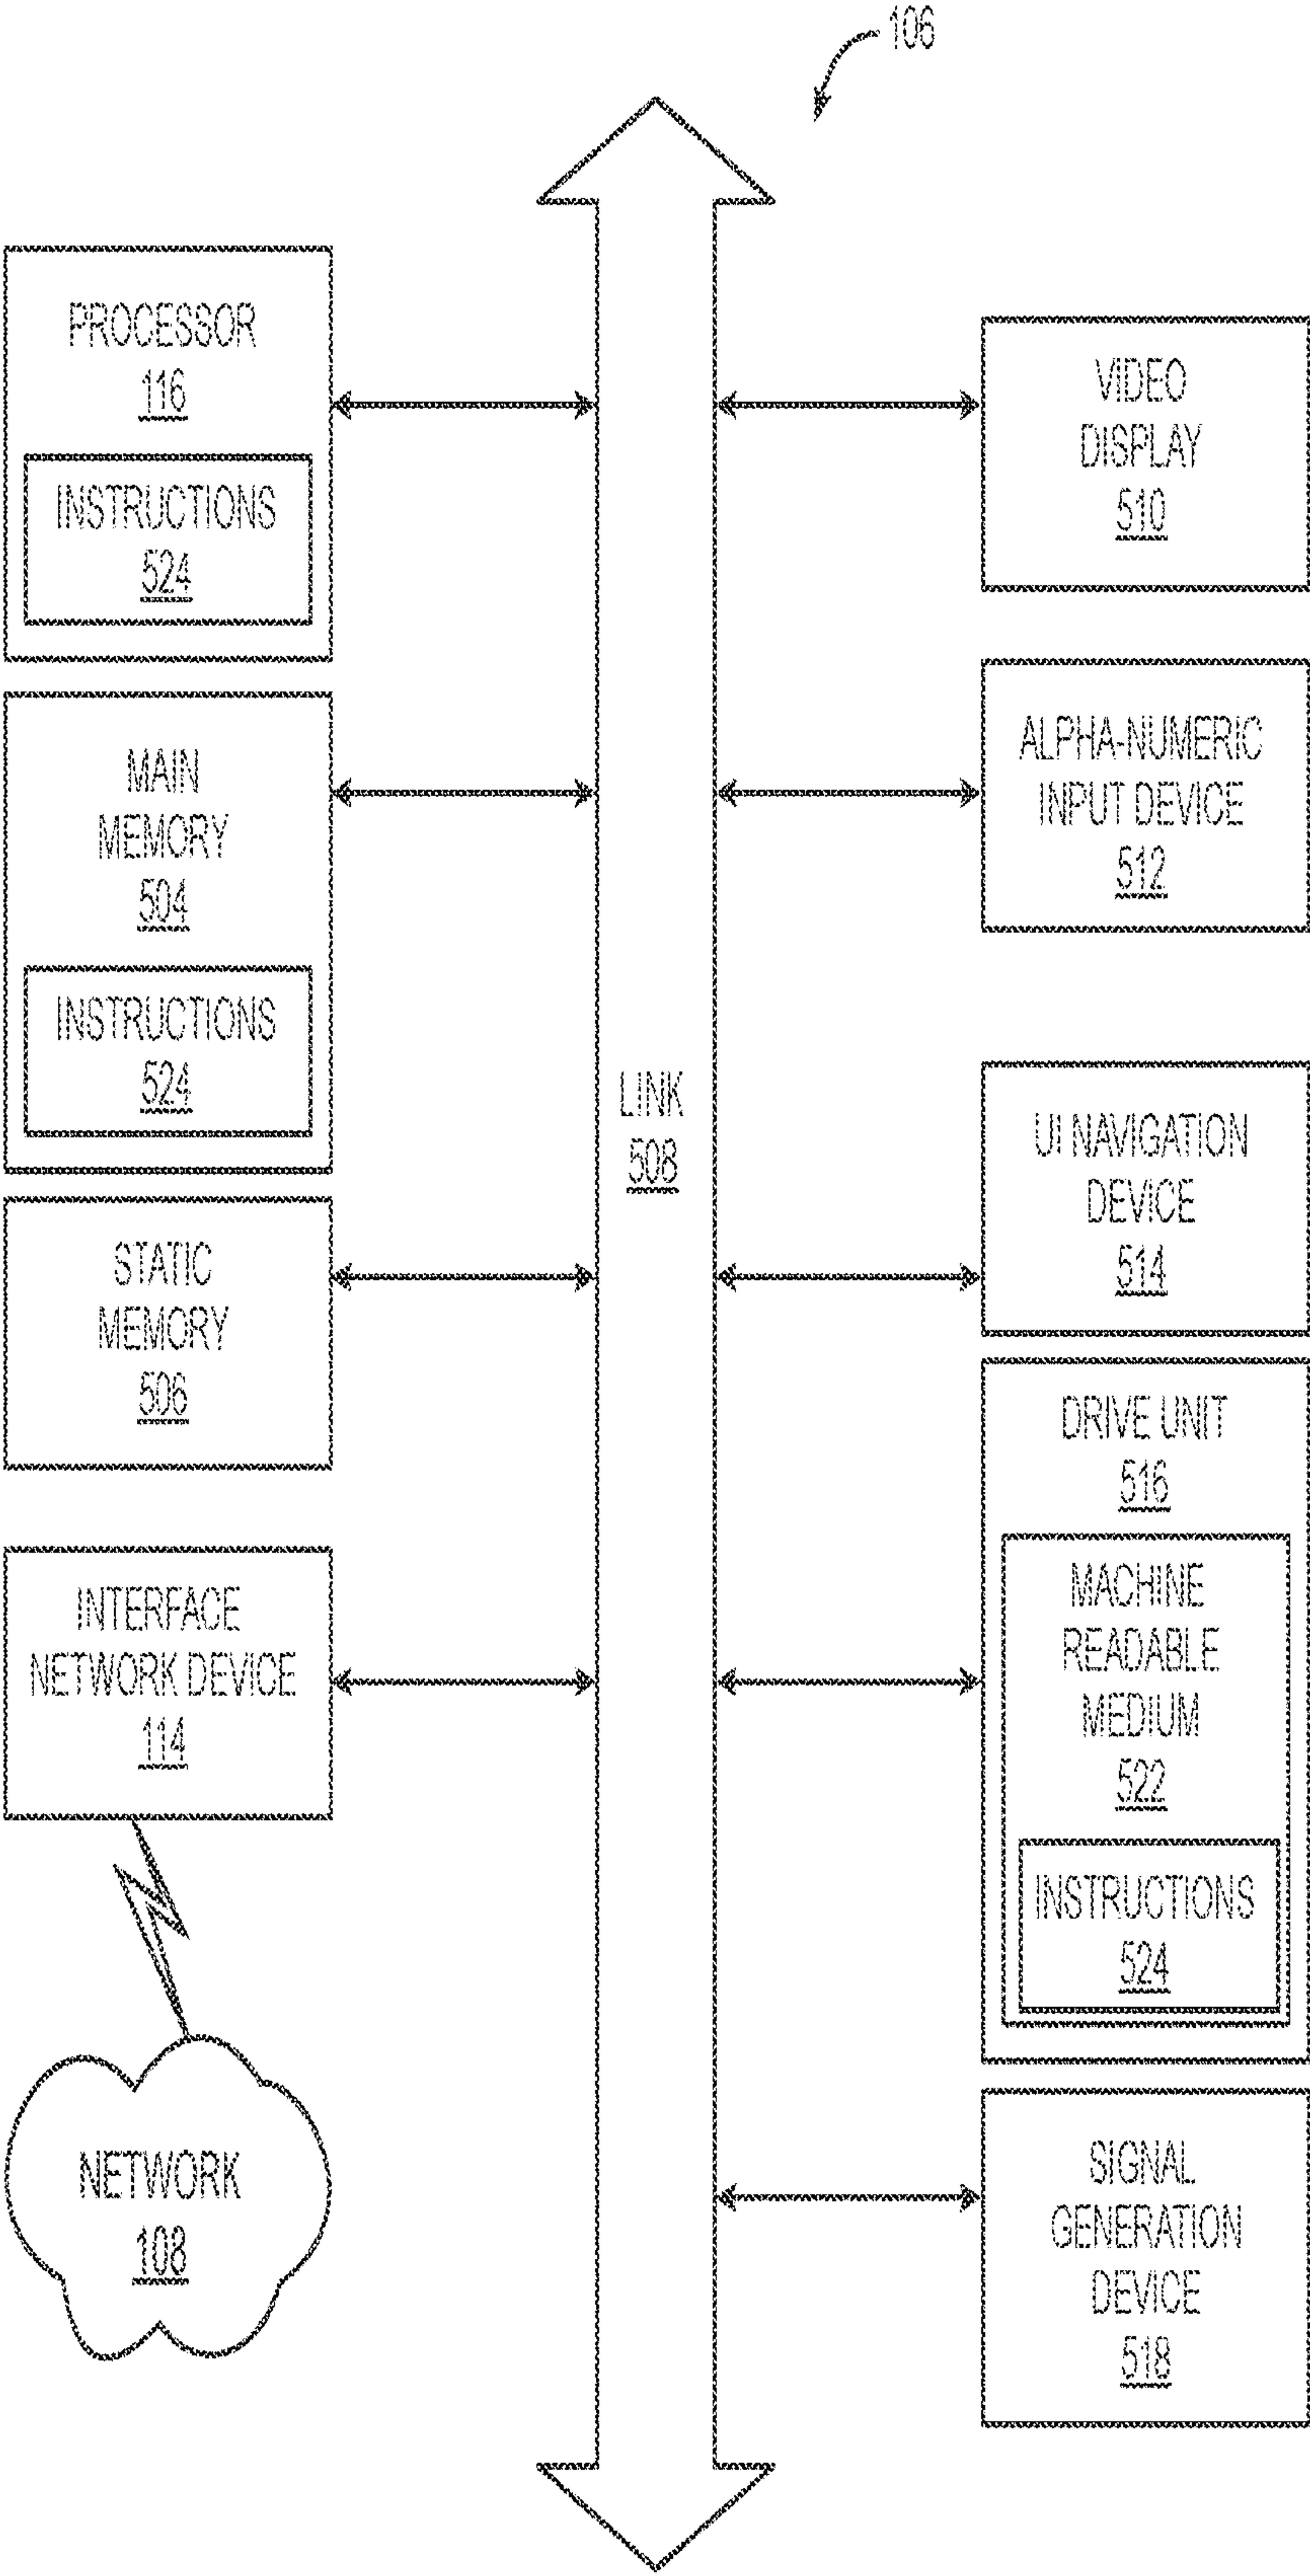 106
PROCESSOR
116
INSTRUCTIONS
524
MAIN
MEMORY
504
INSTRUCTIONS
524
STATIC
MEMORY
506
INTERFACE
NETWORK DEVICE
114
NETWORK
108
LINK
508
VIDEO
DISPLAY
510
ALPHA-NUMERIC
INPUT DEVICE
512
UI NAVIGATION
DEVICE
514
DRIVE UNIT
516
MACHINE
READABLE
MEDIUM
522
INSTRUCTIONS
524
SIGNAL
GENERATION
DEVICE
518